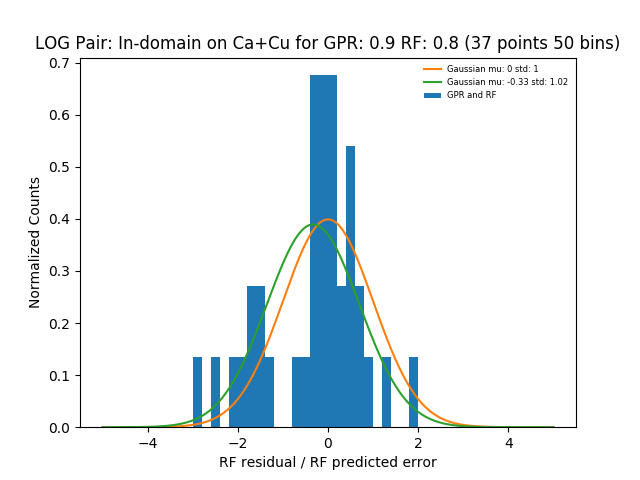 LOG Pair: In-domain on Ca+Cu for GPR: 0.9 RF: 0.8 (37 points 50 bins)
Gaussian mu: 0 std: 1
Gaussian mu: -0.33 std: 1.02
GPR and RF
Normalized Counts
0.7
0.6
0.5
0.4
0.3
0.2
0.1
0.0
−4
−2
0
2
4
RF residual / RF predicted error